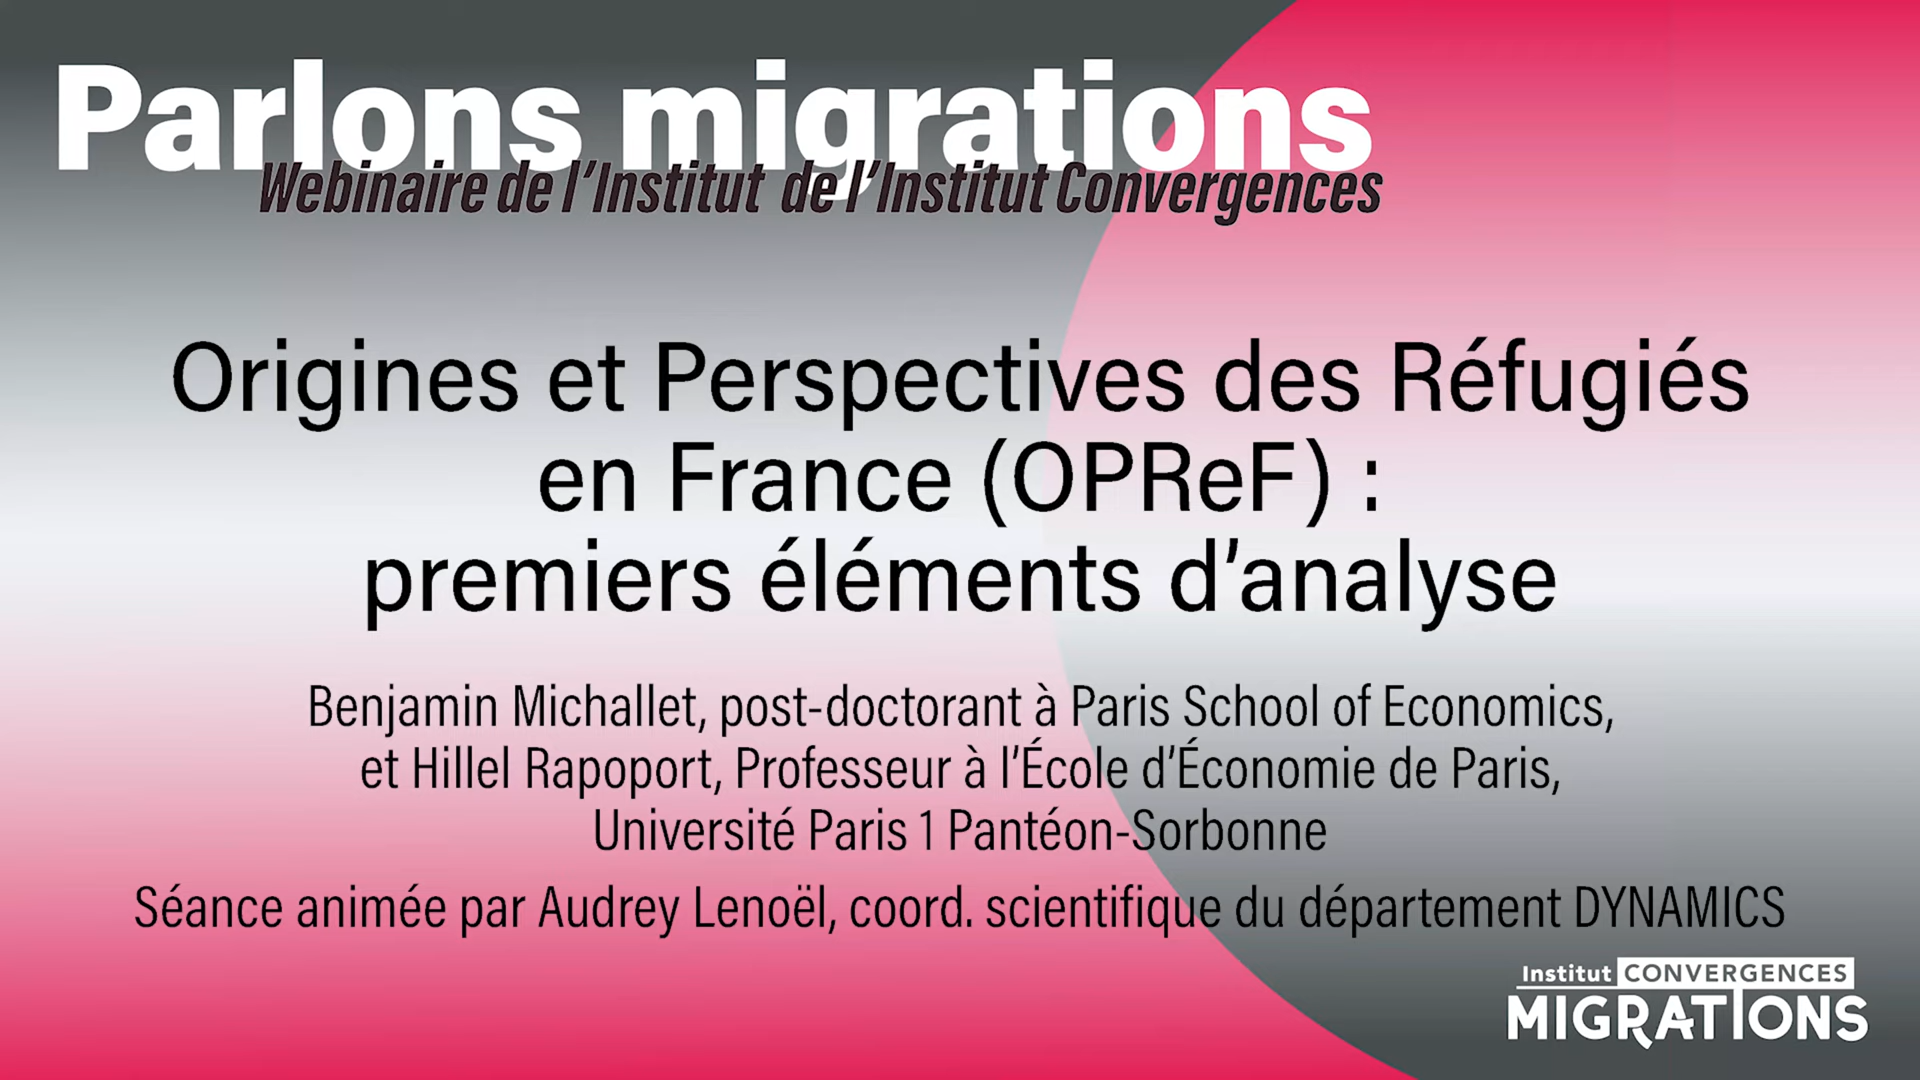 Parlons migrations
Webinaire de l’Institut de l’Institut Convergences
Origines et Perspectives des Réfugiés
en France (OPReF) :
premiers éléments d’analyse
Benjamin Michallet, post-doctorant à Paris School of Economics,
et Hillel Rapoport, Professeur à l’École d’Économie de Paris,
Université Paris 1 Pantéon-Sorbonne
Séance animée par Audrey Lenoël, coord. scientifique du département DYNAMICS
Institut CONVERGENCES
MIGRATIONS